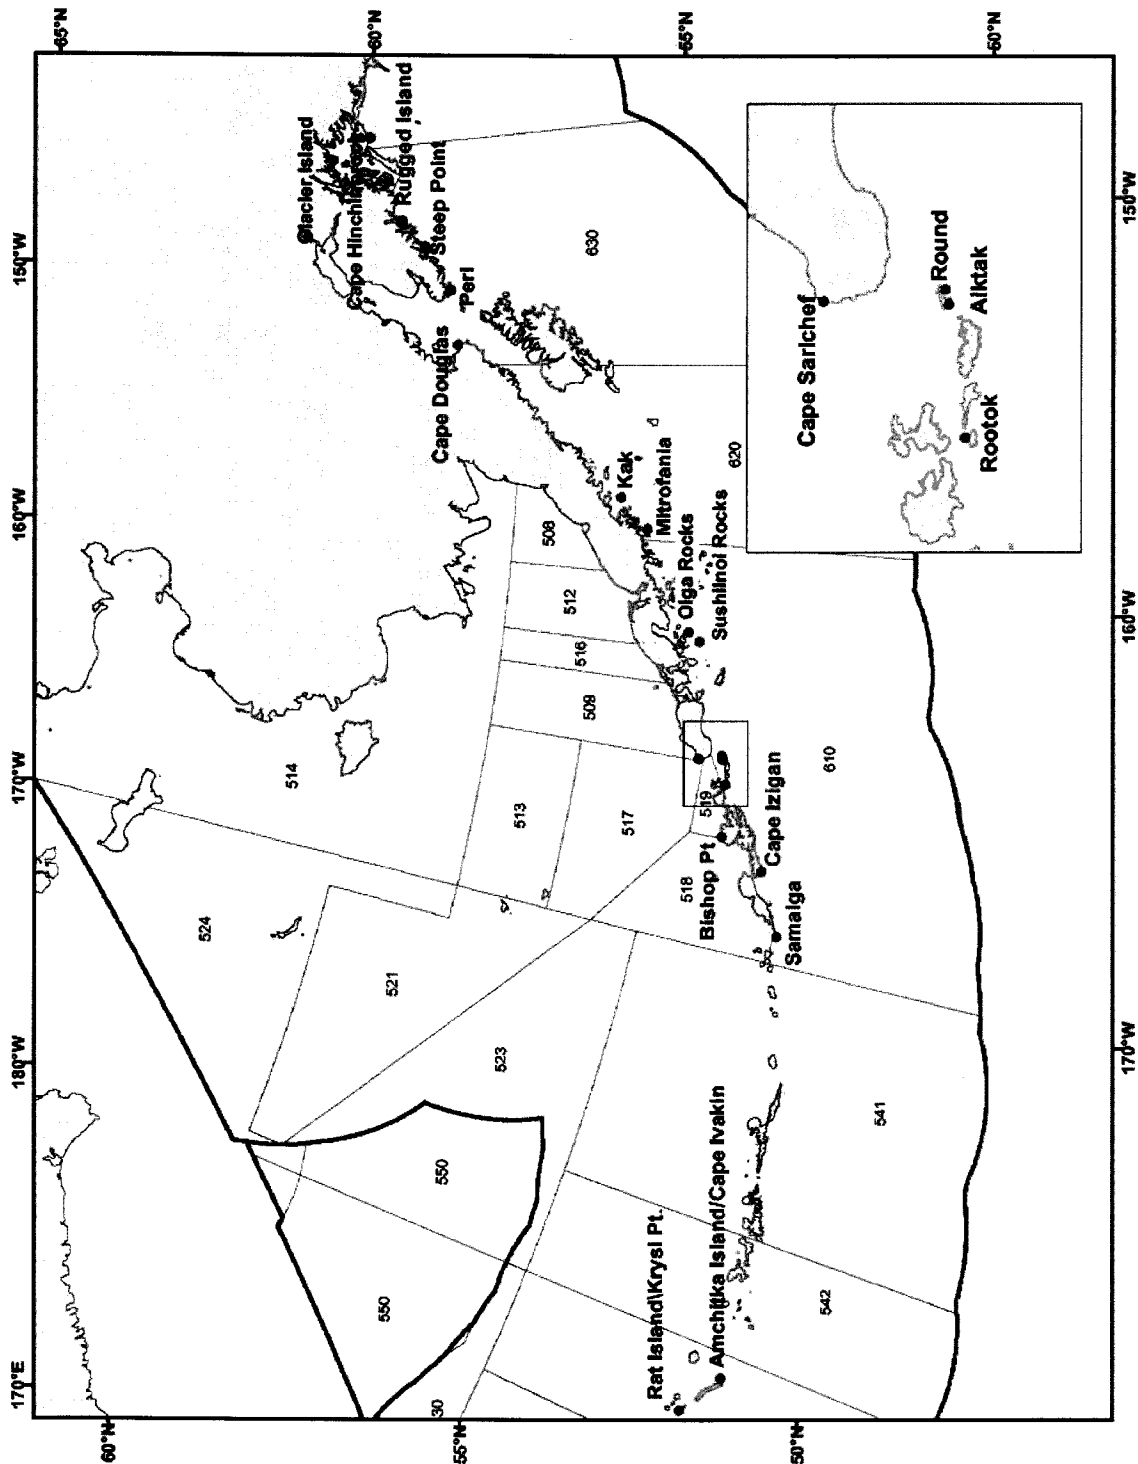 170°E
180°W
170°W
160°W
150°W
65°N
60°N
524
514
Glacier Island
60°N
550
521
Cape
Rugged Island
Steep Point
Perl
Cape Douglas
30
55°N
550
523
513
509
516
512
508
517
518
519
630
Rat Island\Krysi Pt.
Amchitka Island/Cape Ivakin
Bishop Pt
Samalga
Cape Izigan
Olga Rocks
Sushilnoi Rocks
Mitrofania
Kak
620
55°N
50°N
542
541
610
Cape Sarichef
Round
Aiktak
Rootok
50°N
170°W
160°W
150°W